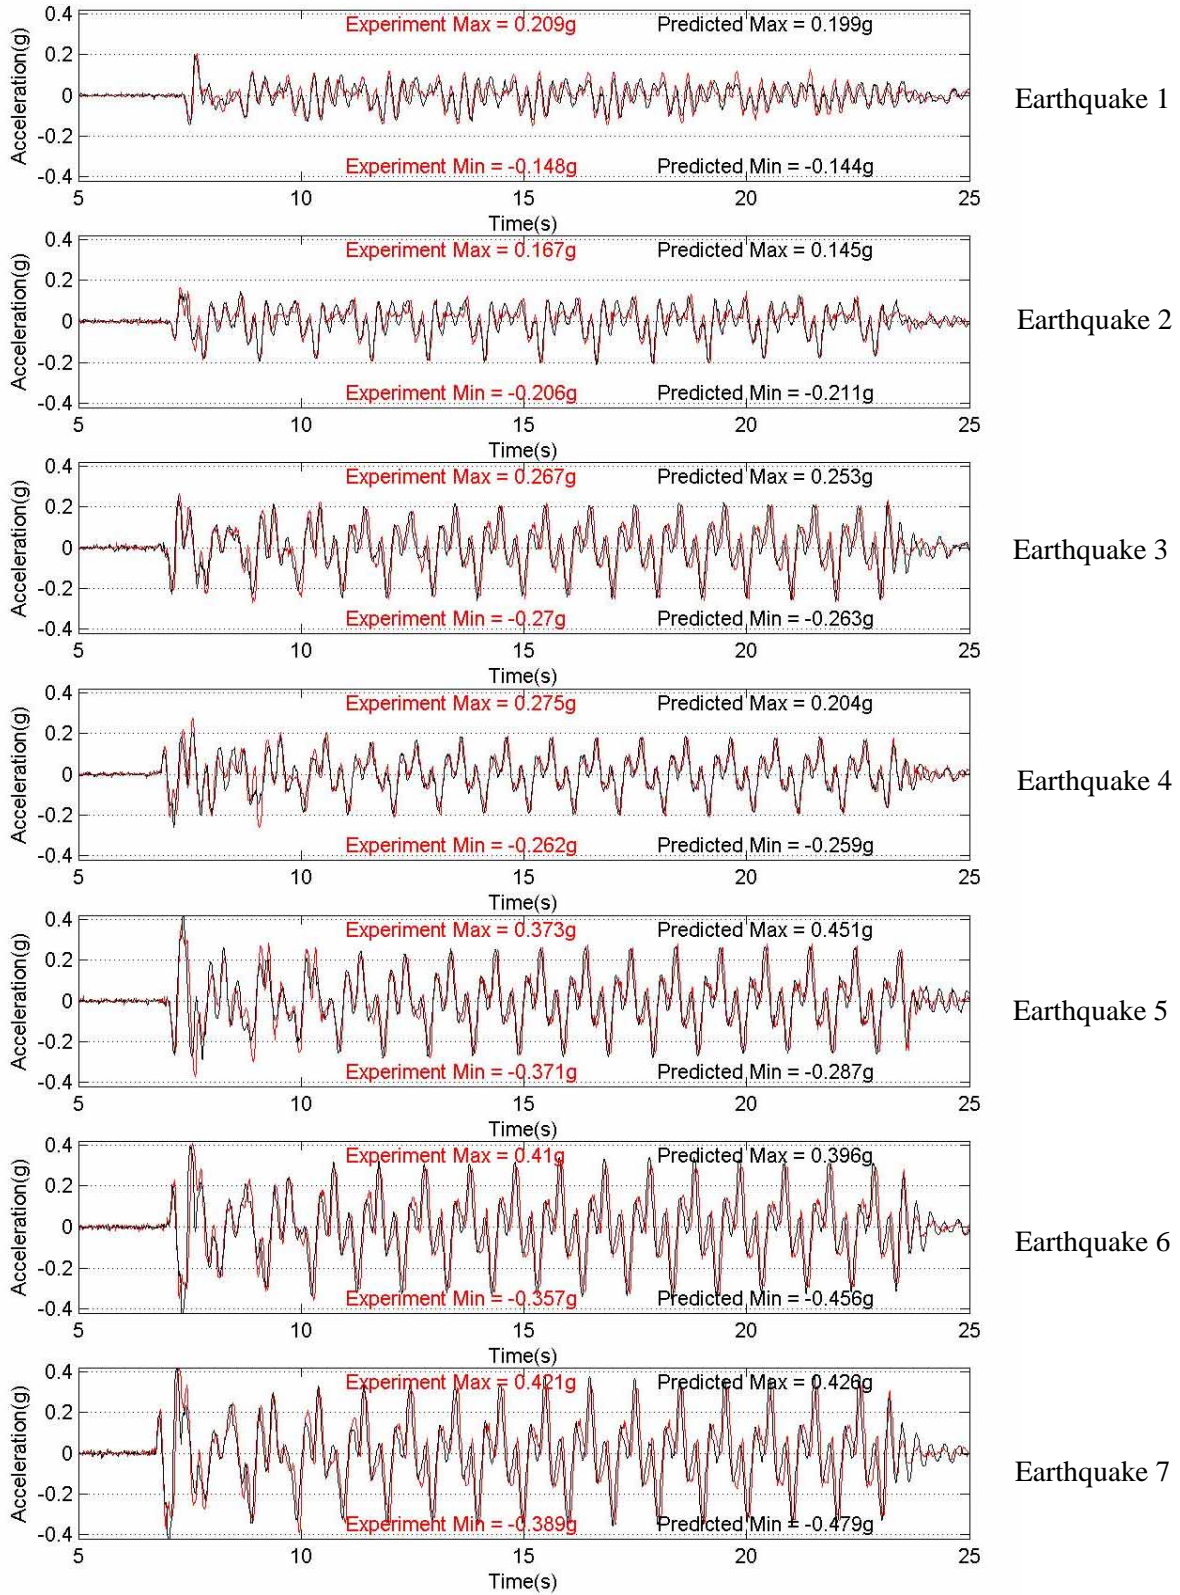 0.4
Experiment Max = 0.209g
Predicted Max = 0.199g
0.2
0
-0.2
-0.4
Acceleration(g)
Experiment Min = -0.148g
Predicted Min = -0.144g
5 10 15 20 25
Time(s)
Earthquake 1
0.4
Experiment Max = 0.167g
Predicted Max = 0.145g
0.2
0
-0.2
-0.4
Acceleration(g)
Experiment Min = -0.206g
Predicted Min = -0.211g
5 10 15 20 25
Time(s)
Earthquake 2
0.4
Experiment Max = 0.267g
Predicted Max = 0.253g
0.2
0
-0.2
-0.4
Acceleration(g)
Experiment Min = -0.27g
Predicted Min = -0.263g
5 10 15 20 25
Time(s)
Earthquake 3
0.4
Experiment Max = 0.275g
Predicted Max = 0.204g
0.2
0
-0.2
-0.4
Acceleration(g)
Experiment Min = -0.262g
Predicted Min = -0.259g
5 10 15 20 25
Time(s)
Earthquake 4
0.4
Experiment Max = 0.373g
Predicted Max = 0.451g
0.2
0
-0.2
-0.4
Acceleration(g)
Experiment Min = -0.371g
Predicted Min = -0.287g
5 10 15 20 25
Time(s)
Earthquake 5
0.4
Experiment Max = 0.41g
Predicted Max = 0.396g
0.2
0
-0.2
-0.4
Acceleration(g)
Experiment Min = -0.357g
Predicted Min = -0.456g
5 10 15 20 25
Time(s)
Earthquake 6
0.4
Experiment Max = 0.421g
Predicted Max = 0.426g
0.2
0
-0.2
-0.4
Acceleration(g)
Experiment Min = -0.389g
Predicted Min = -0.479g
5 10 15 20 25
Time(s)
Earthquake 7